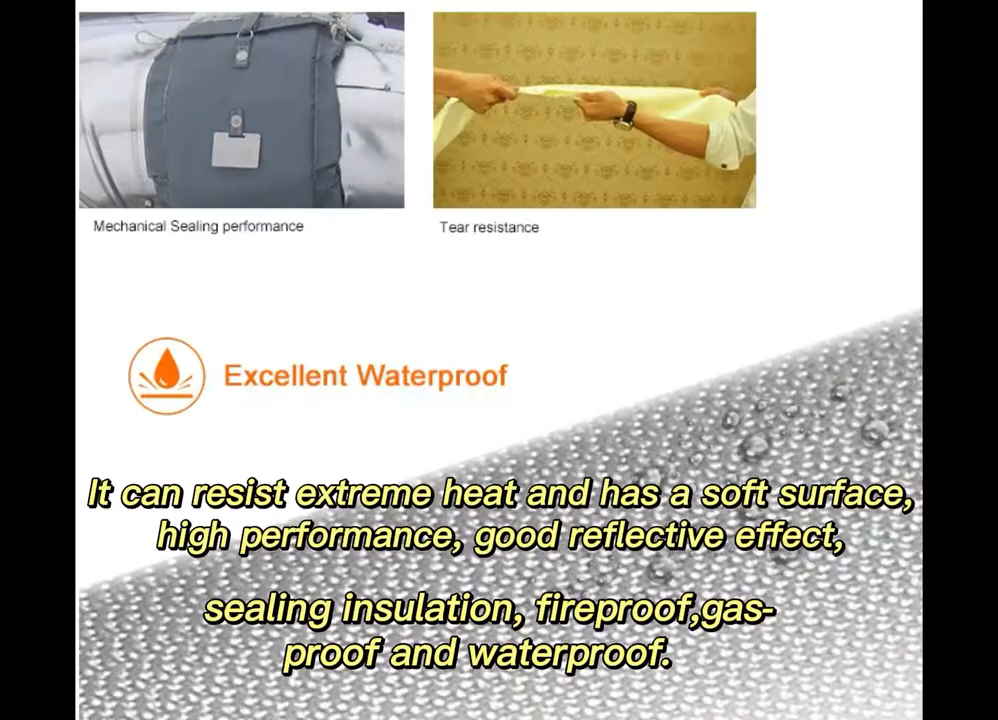 Mechanical Sealing performance
Tear resistance
Excellent Waterproof
It can resist extreme heat and has a soft surface,
high performance, good reflective effect,
sealing insulation, fireproof,gas-
proof and waterproof.